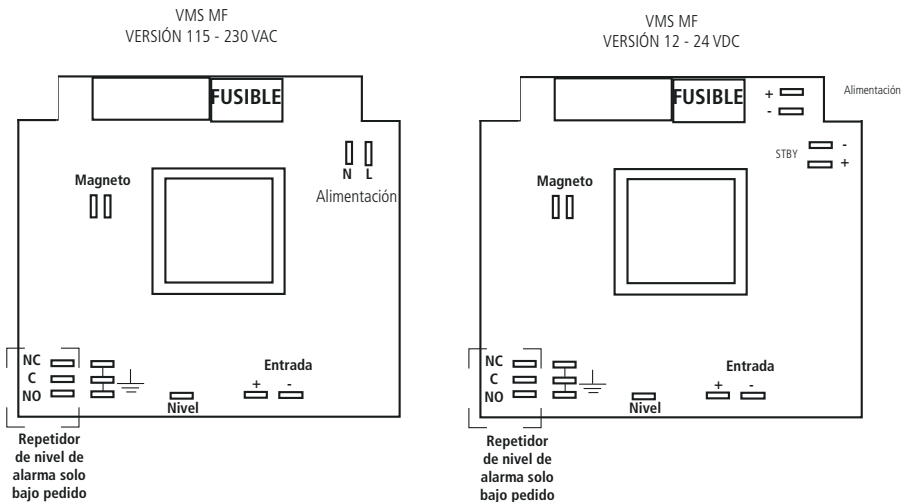 VMS MF
VERSIÓN 115 - 230 VAC
FUSIBLE
N L
Alimentación
Magneto
NC
C
NO
Entrada
+ -
Nivel
Repetidor
de nivel de
alarma solo
bajo pedido
VMS MF
VERSIÓN 12 - 24 VDC
FUSIBLE
+
-
Alimentación
STBY
-
+
Magneto
NC
C
NO
Entrada
+ -
Nivel
Repetidor
de nivel de
alarma solo
bajo pedido